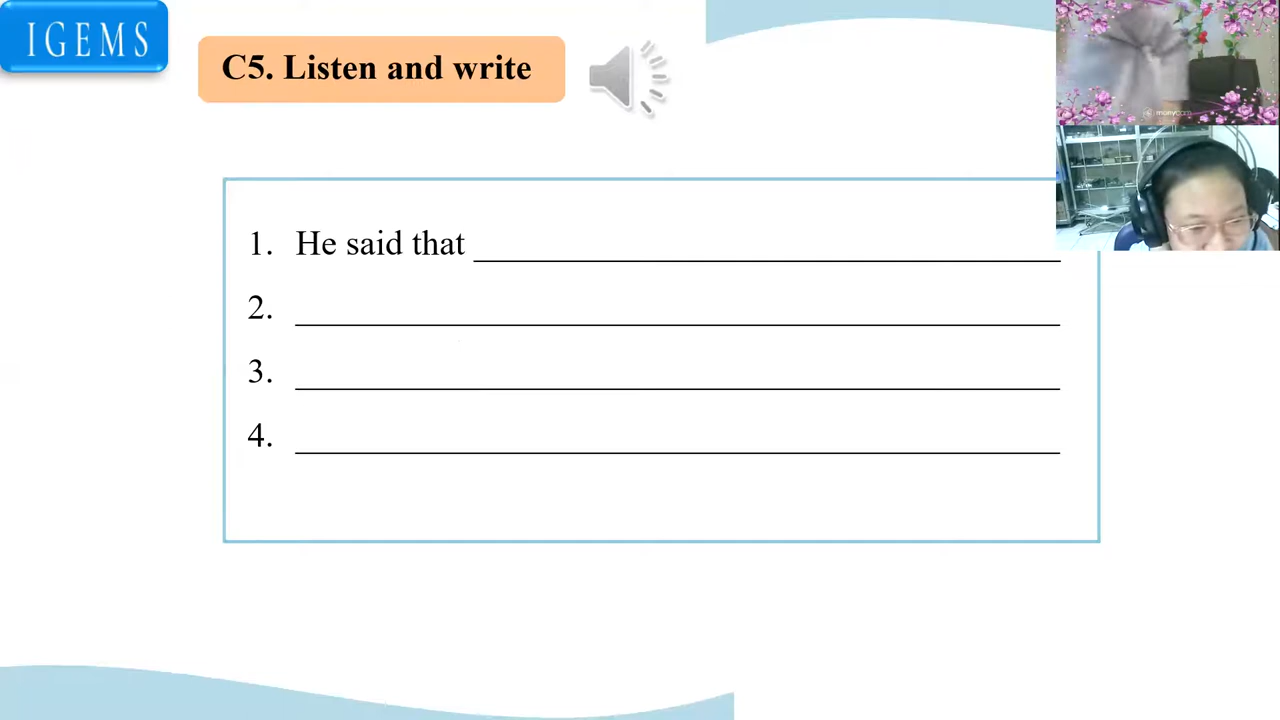 IGEMS
C5. Listen and write
1. He said that
2.
3.
4.